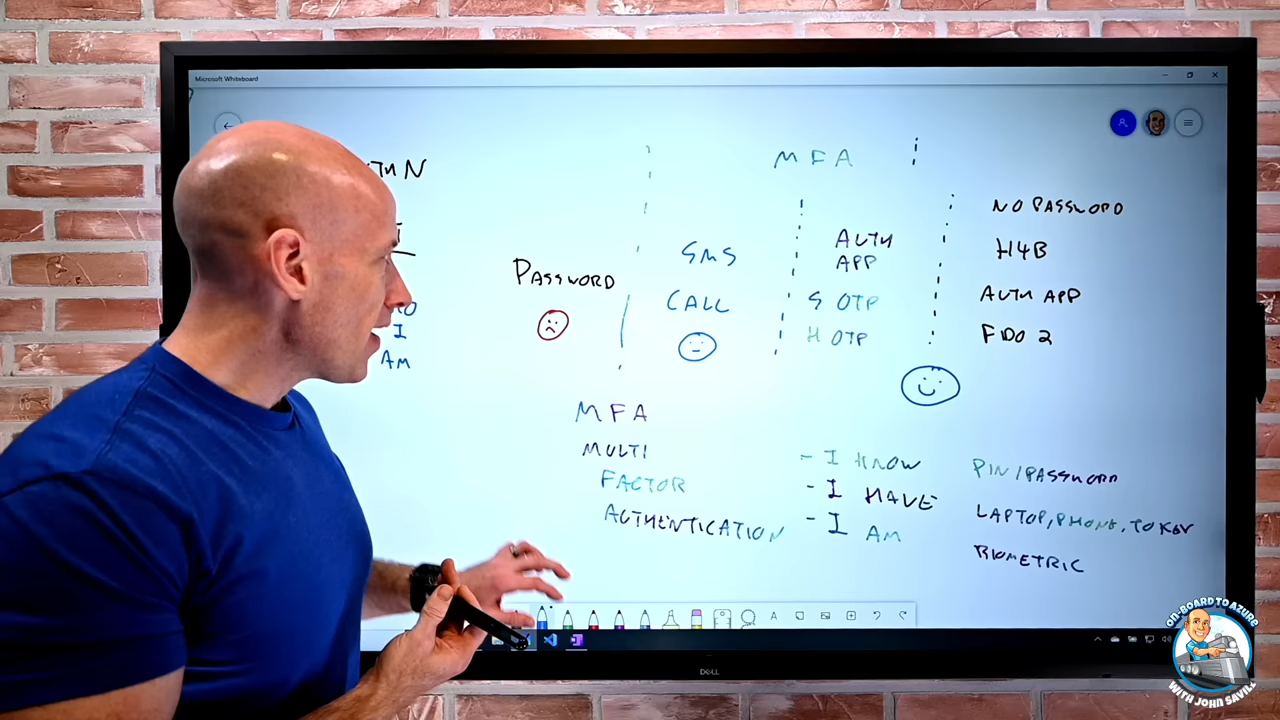 Microsoft Whiteboard
MFA
NO PASSWORD
H4B
AUTH APP
FIDO 2
AUTH
APP
S OTP
H OTP
SMS
CALL
PASSWORD
I
AM
MFA
MULTI
FACTOR
AUTHENTICATION
- I KNOW
- I HAVE
- I AM
PIN/PASSWORD
LAPTOP, PHONE, TOKEN
BIOMETRIC
DELL
ON-BOARD TO AZURE
WITH JOHN SAVILL